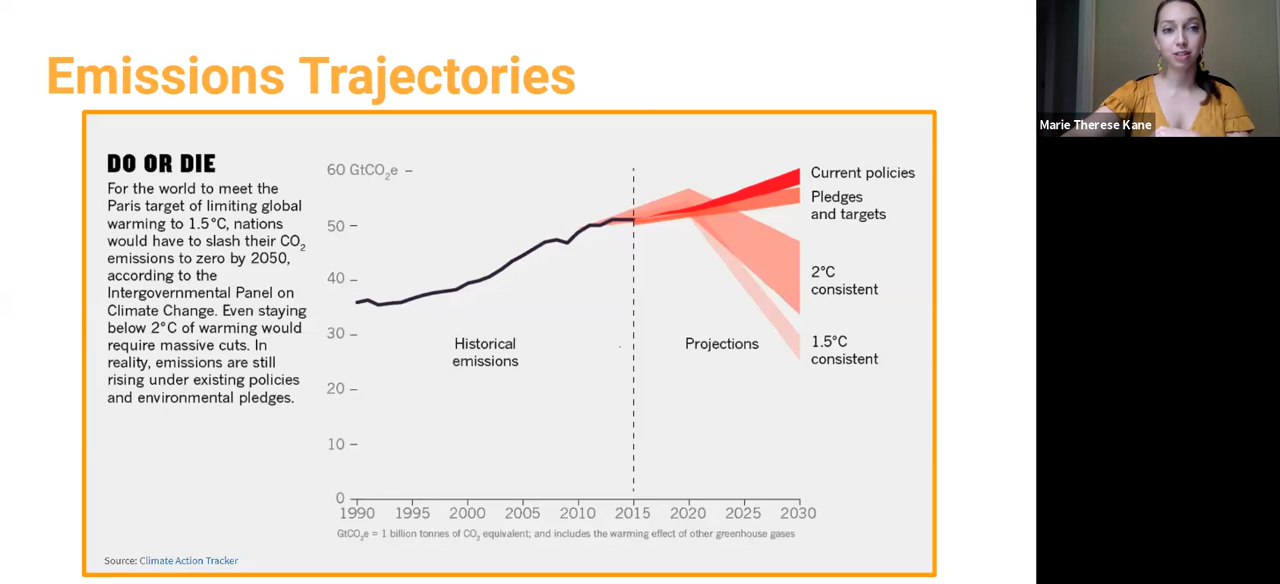 Emissions Trajectories
Marie Therese Kane
DO OR DIE
For the world to meet the
Paris target of limiting global
warming to 1.5°C, nations
would have to slash their CO₂
emissions to zero by 2050,
according to the
Intergovernmental Panel on
Climate Change. Even staying
below 2°C of warming would
require massive cuts. In
reality, emissions are still
rising under existing policies
and environmental pledges.
60 GtCO₂e
50
40
30
20
10
0
Historical
emissions
Projections
Current policies
Pledges
and targets
2°C
consistent
1.5°C
consistent
1990 1995 2000 2005 2010 2015 2020 2025 2030
GtCO₂e = 1 billion tonnes of CO₂ equivalent; and includes the warming effect of other greenhouse gases
Source: Climate Action Tracker